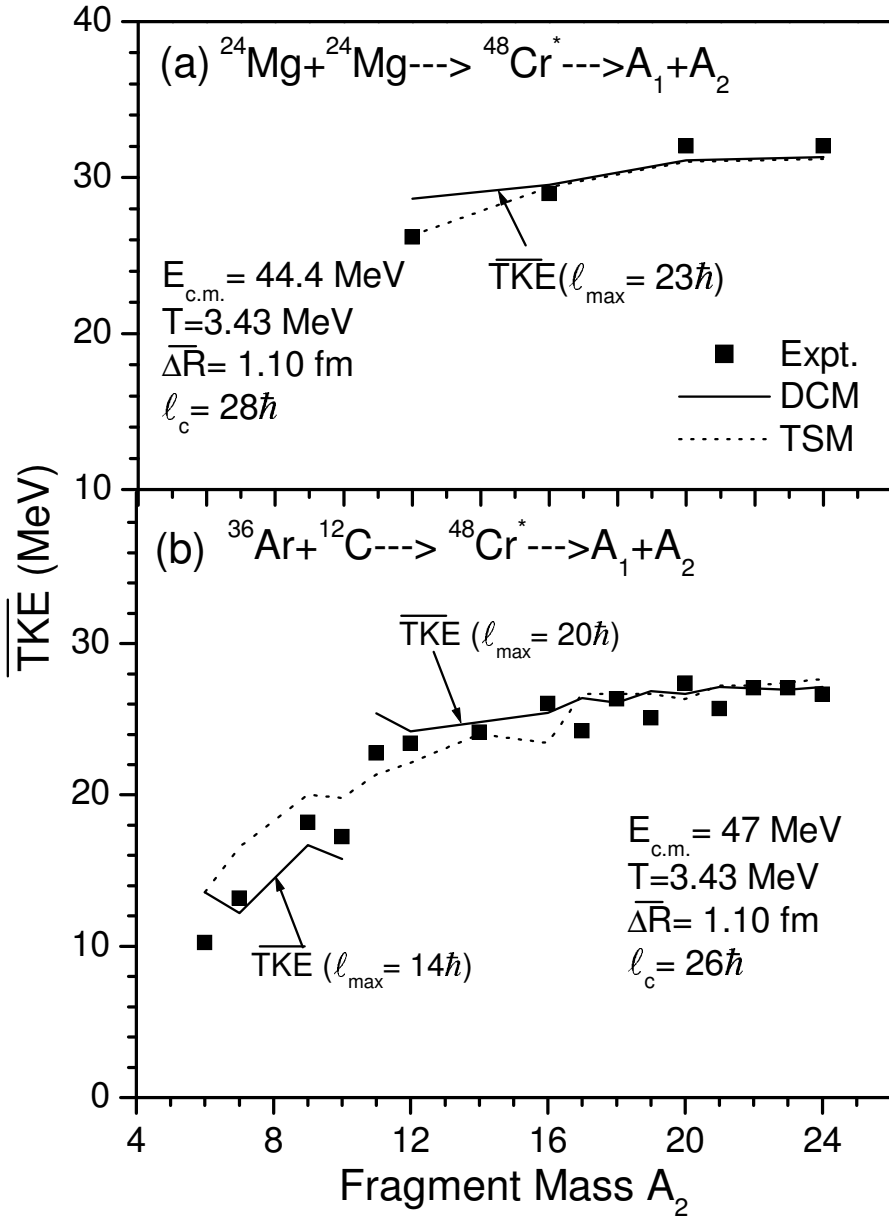 40
(a) ²⁴Mg+²⁴Mg---> ⁴⁸Cr*--->A₁+A₂
30
TKE(ℓmax= 23ħ)
E_c.m.= 44.4 MeV
T=3.43 MeV
ΔR= 1.10 fm
ℓc= 28ħ
20
Expt.
DCM
TSM
10
TKE (MeV)
(b) ³⁶Ar+¹²C---> ⁴⁸Cr*--->A₁+A₂
30
TKE (ℓmax= 20ħ)
20
E_c.m.= 47 MeV
T=3.43 MeV
ΔR= 1.10 fm
ℓc= 26ħ
10
TKE (ℓmax= 14ħ)
0
4 8 12 16 20 24
Fragment Mass A₂